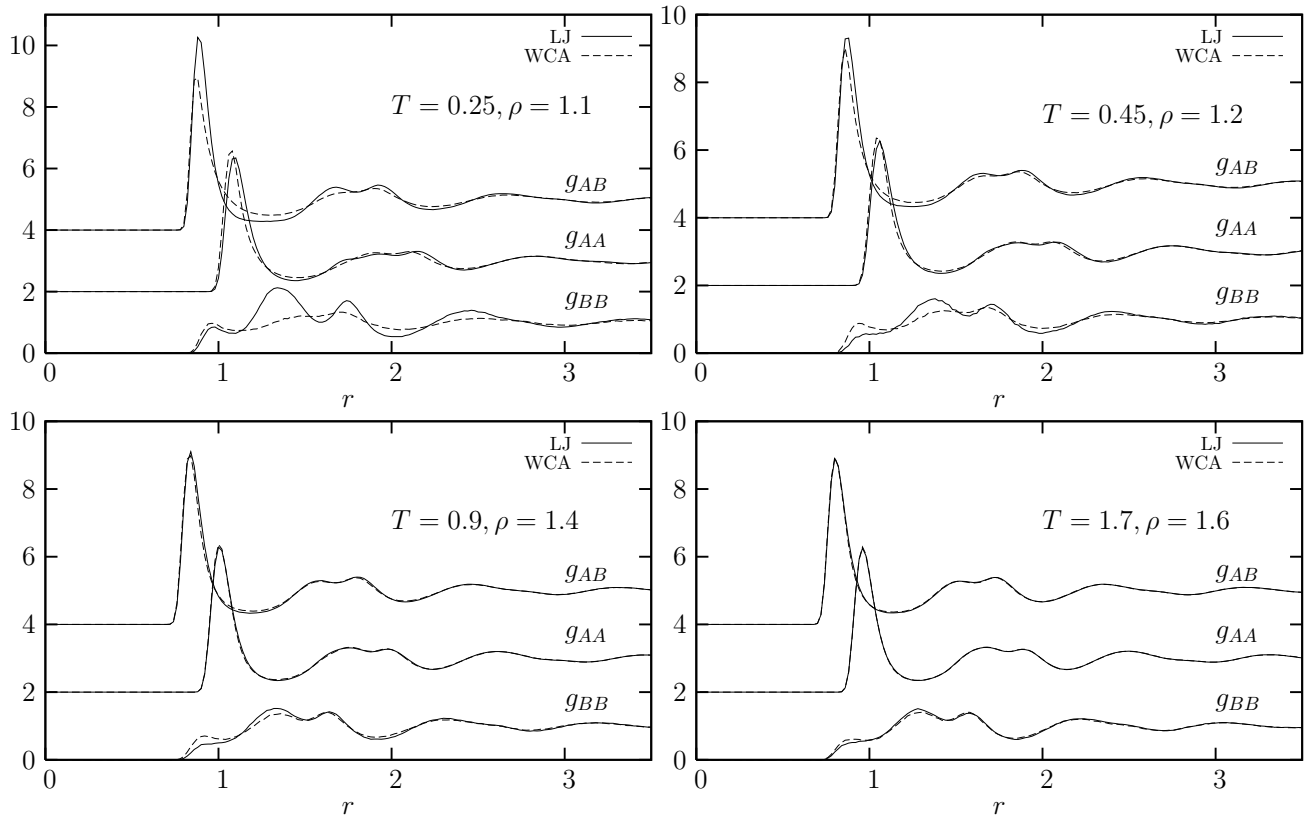 LJ
WCA
T = 0.25, ρ = 1.1
g_AB
g_AA
g_BB
10
8
6
4
2
0
0 1 2 3
r
LJ
WCA
T = 0.45, ρ = 1.2
g_AB
g_AA
g_BB
10
8
6
4
2
0
0 1 2 3
r
LJ
WCA
T = 0.9, ρ = 1.4
g_AB
g_AA
g_BB
10
8
6
4
2
0
0 1 2 3
r
LJ
WCA
T = 1.7, ρ = 1.6
g_AB
g_AA
g_BB
10
8
6
4
2
0
0 1 2 3
r